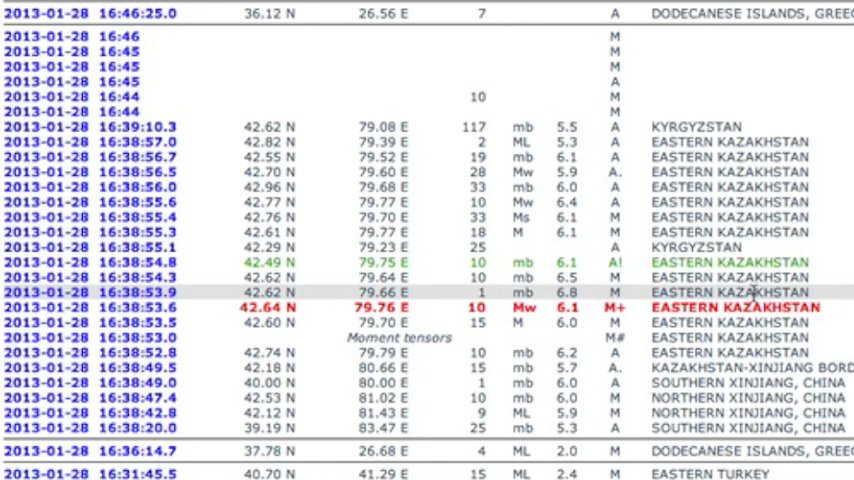 2013-01-28 16:46:25.0 36.12 N 26.56 E 7 A DODECANESE ISLANDS, GREEC
2013-01-28 16:46 M
2013-01-28 16:45 M
2013-01-28 16:45 M
2013-01-28 16:45 A
2013-01-28 16:44 10 M
2013-01-28 16:44 M
2013-01-28 16:39:10.3 42.62 N 79.08 E 117 mb 5.5 A KYRGYZSTAN
2013-01-28 16:38:57.0 42.82 N 79.39 E 2 ML 5.3 A EASTERN KAZAKHSTAN
2013-01-28 16:38:56.7 42.55 N 79.52 E 19 mb 6.1 A EASTERN KAZAKHSTAN
2013-01-28 16:38:56.5 42.70 N 79.60 E 28 Mw 5.9 A. EASTERN KAZAKHSTAN
2013-01-28 16:38:56.0 42.96 N 79.68 E 33 mb 6.0 A EASTERN KAZAKHSTAN
2013-01-28 16:38:55.6 42.77 N 79.77 E 10 Mw 6.4 A EASTERN KAZAKHSTAN
2013-01-28 16:38:55.4 42.76 N 79.70 E 33 Ms 6.1 M EASTERN KAZAKHSTAN
2013-01-28 16:38:55.3 42.61 N 79.77 E 18 M 6.1 M EASTERN KAZAKHSTAN
2013-01-28 16:38:55.1 42.29 N 79.23 E 25 A KYRGYZSTAN
2013-01-28 16:38:54.8 42.49 N 79.75 E 10 mb 6.1 A! EASTERN KAZAKHSTAN
2013-01-28 16:38:54.3 42.62 N 79.64 E 10 mb 6.5 M EASTERN KAZAKHSTAN
2013-01-28 16:38:53.9 42.62 N 79.66 E 1 mb 6.8 M EASTERN KAZAKHSTAN
2013-01-28 16:38:53.6 42.64 N 79.76 E 10 Mw 6.1 M+ EASTERN KAZAKHSTAN
2013-01-28 16:38:53.5 42.60 N 79.70 E 15 M 6.0 M EASTERN KAZAKHSTAN
2013-01-28 16:38:53.0 Moment tensors M# EASTERN KAZAKHSTAN
2013-01-28 16:38:52.8 42.74 N 79.79 E 10 mb 6.2 A EASTERN KAZAKHSTAN
2013-01-28 16:38:49.5 42.18 N 80.66 E 15 mb 5.7 A. KAZAKHSTAN-XINJIANG BORD
2013-01-28 16:38:49.0 40.00 N 80.00 E 1 mb 6.0 A SOUTHERN XINJIANG, CHINA
2013-01-28 16:38:47.4 42.53 N 81.02 E 10 mb 6.0 M NORTHERN XINJIANG, CHINA
2013-01-28 16:38:42.8 42.12 N 81.43 E 9 ML 5.9 M NORTHERN XINJIANG, CHINA
2013-01-28 16:38:20.0 39.19 N 83.47 E 25 mb 5.3 A SOUTHERN XINJIANG, CHINA
2013-01-28 16:36:14.7 37.78 N 26.68 E 4 ML 2.0 M DODECANESE ISLANDS, GREEC
2013-01-28 16:31:45.5 40.70 N 41.29 E 15 ML 2.4 M EASTERN TURKEY